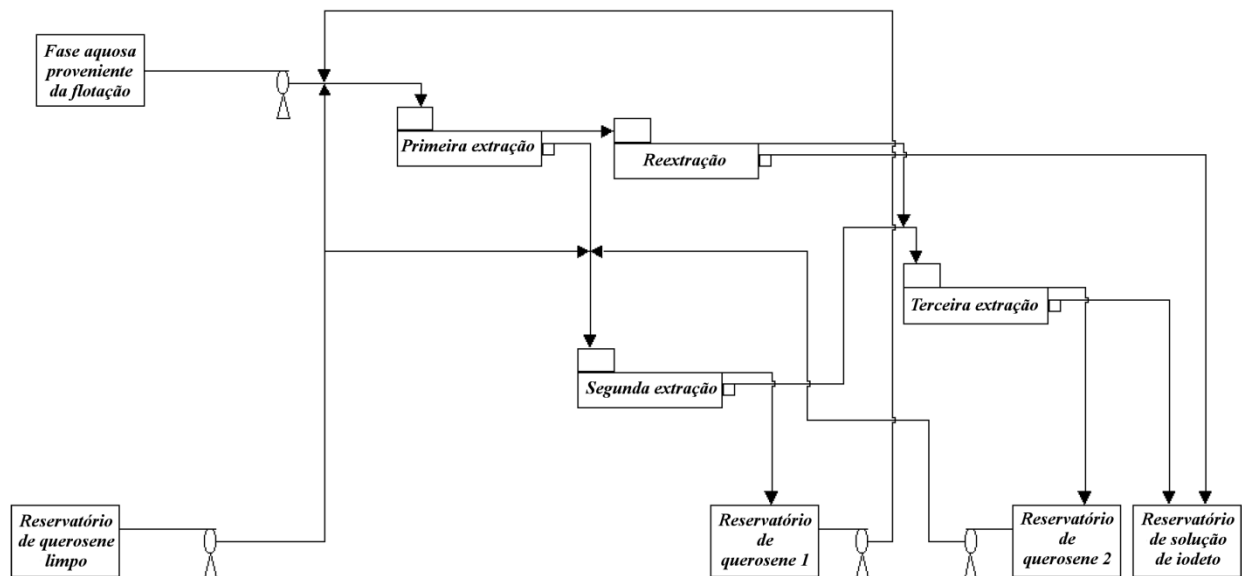 Fase aquosa
proveniente
da flotação
Primeira extração
Reextração
Terceira extração
Segunda extração
Reservatório
de querosene
limpo
Reservatório
de
querosene 1
Reservatório
de
querosene 2
Reservatório
de solução
de iodeto